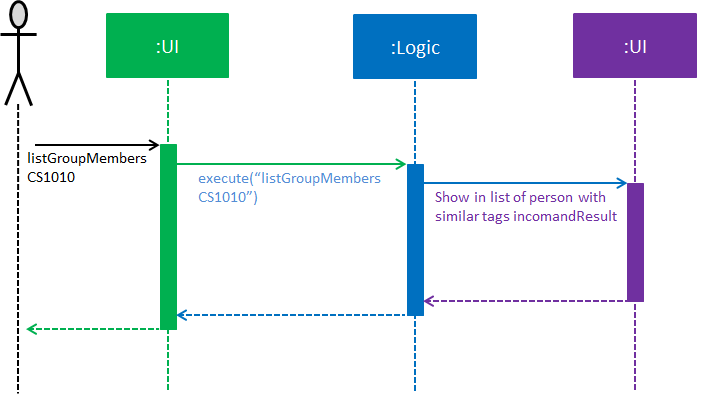 :UI
:Logic
:UI
listGroupMembers
CS1010
execute(“listGroupMembers
CS1010”)
Show in list of person with
similar tags incomandResult